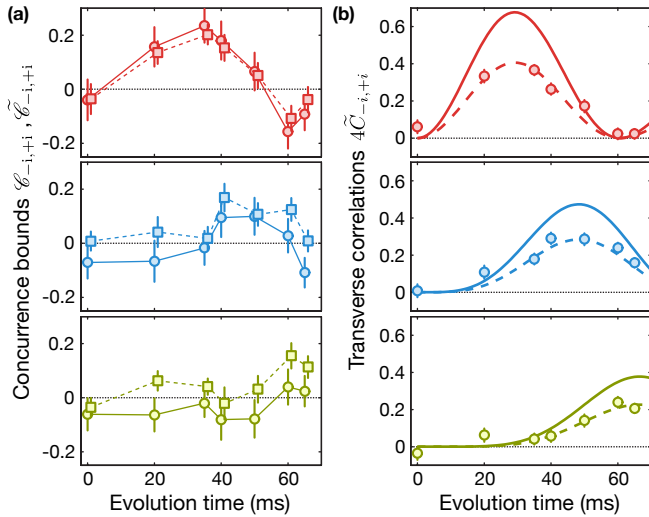 (a)
Concurrence bounds 𝒞₋ᵢ,₊ᵢ , 𝒞̃₋ᵢ,₊ᵢ
0.2
0
-0.2
0.2
0
-0.2
0.2
0
-0.2
0 20 40 60
Evolution time (ms)
(b)
Transverse correlations 4C̃₋ᵢ,₊ᵢ
0.6
0.4
0.2
0
0.6
0.4
0.2
0
0.6
0.4
0.2
0
0 20 40 60
Evolution time (ms)